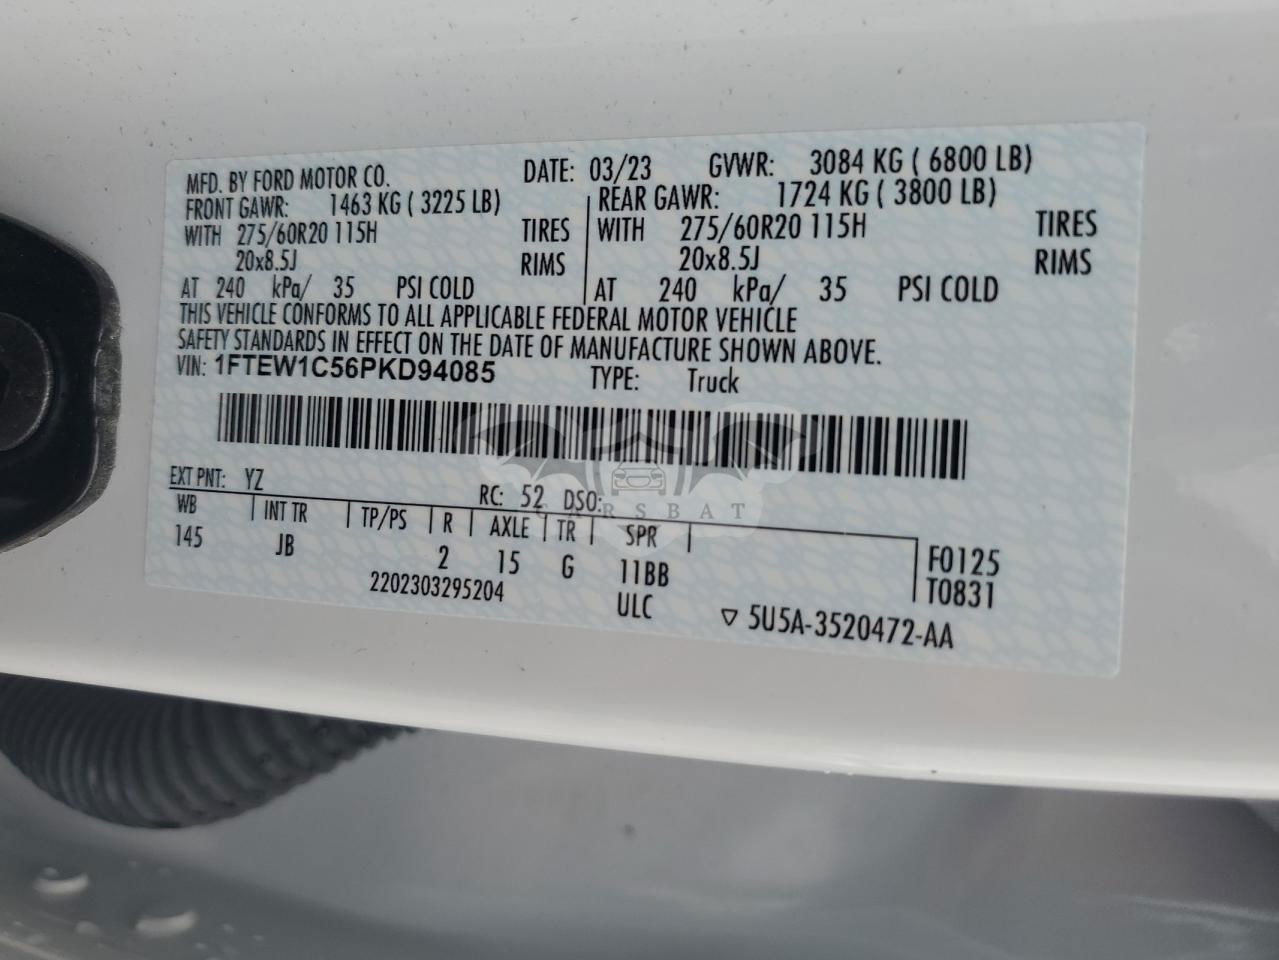 MFD. BY FORD MOTOR CO. DATE: 03/23 GVWR: 3084 KG ( 6800 LB)
FRONT GAWR: 1463 KG ( 3225 LB) REAR GAWR: 1724 KG ( 3800 LB)
WITH 275/60R20 115H TIRES WITH 275/60R20 115H TIRES
20x8.5J RIMS 20x8.5J RIMS
AT 240 kPa/ 35 PSI COLD AT 240 kPa/ 35 PSI COLD
THIS VEHICLE CONFORMS TO ALL APPLICABLE FEDERAL MOTOR VEHICLE
SAFETY STANDARDS IN EFFECT ON THE DATE OF MANUFACTURE SHOWN ABOVE.
VIN: 1FTEW1C56PKD94085 TYPE: Truck
EXT PNT: YZ RC: 52 DSO:
CARSBAT
WB INT TR TP/PS R AXLE TR SPR
145 JB 2 15 G 11BB F0125
2202303295204 ULC T0831
▽ 5U5A-3520472-AA